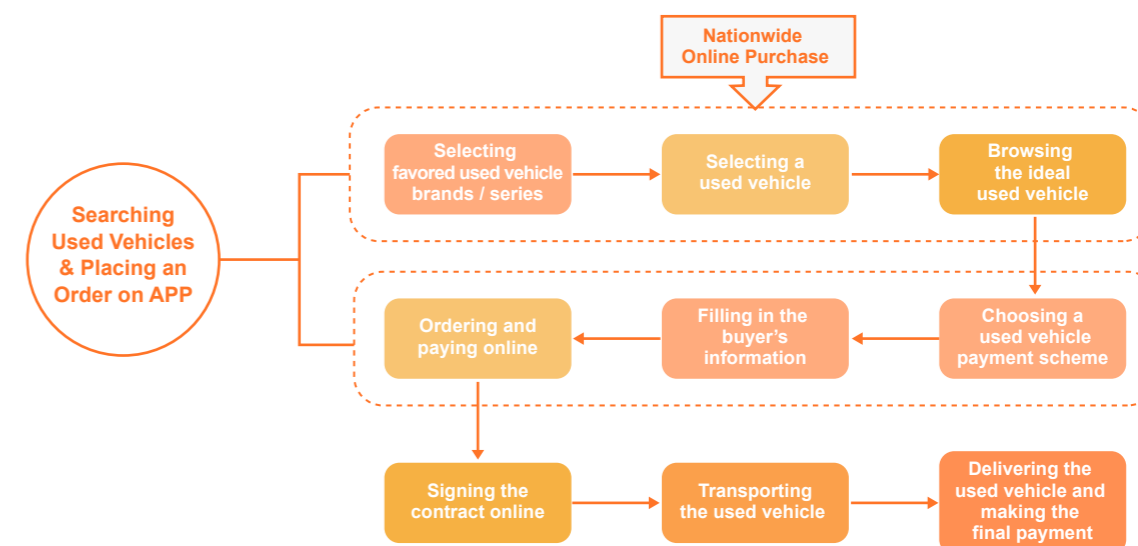 Nationwide
Online Purchase
Searching
Used Vehicles
& Placing an
Order on APP
Selecting
favored used vehicle
brands / series
Selecting a
used vehicle
Browsing
the ideal
used vehicle
Choosing a
used vehicle
payment scheme
Filling in the
buyer's
information
Ordering and
paying online
Signing the
contract online
Transporting
the used vehicle
Delivering the
used vehicle and
making the
final payment